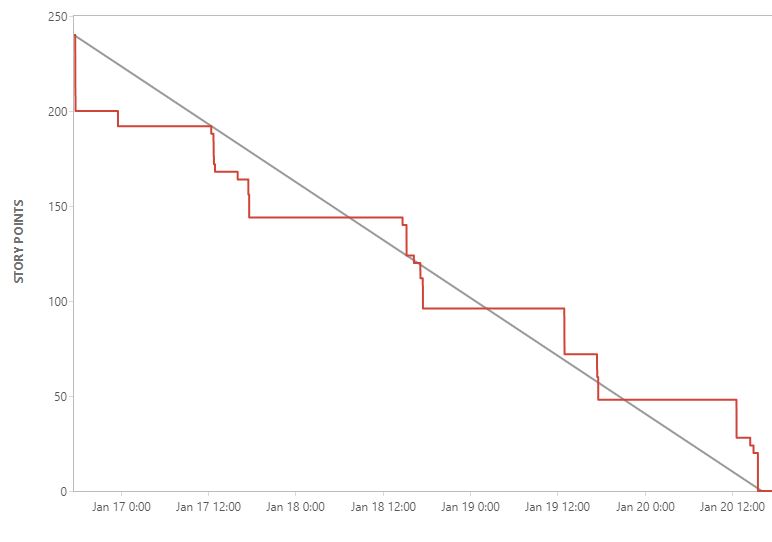 250
200
150
100
50
0
STORY POINTS
Jan 17 0:00
Jan 17 12:00
Jan 18 0:00
Jan 18 12:00
Jan 19 0:00
Jan 19 12:00
Jan 20 0:00
Jan 20 12:00